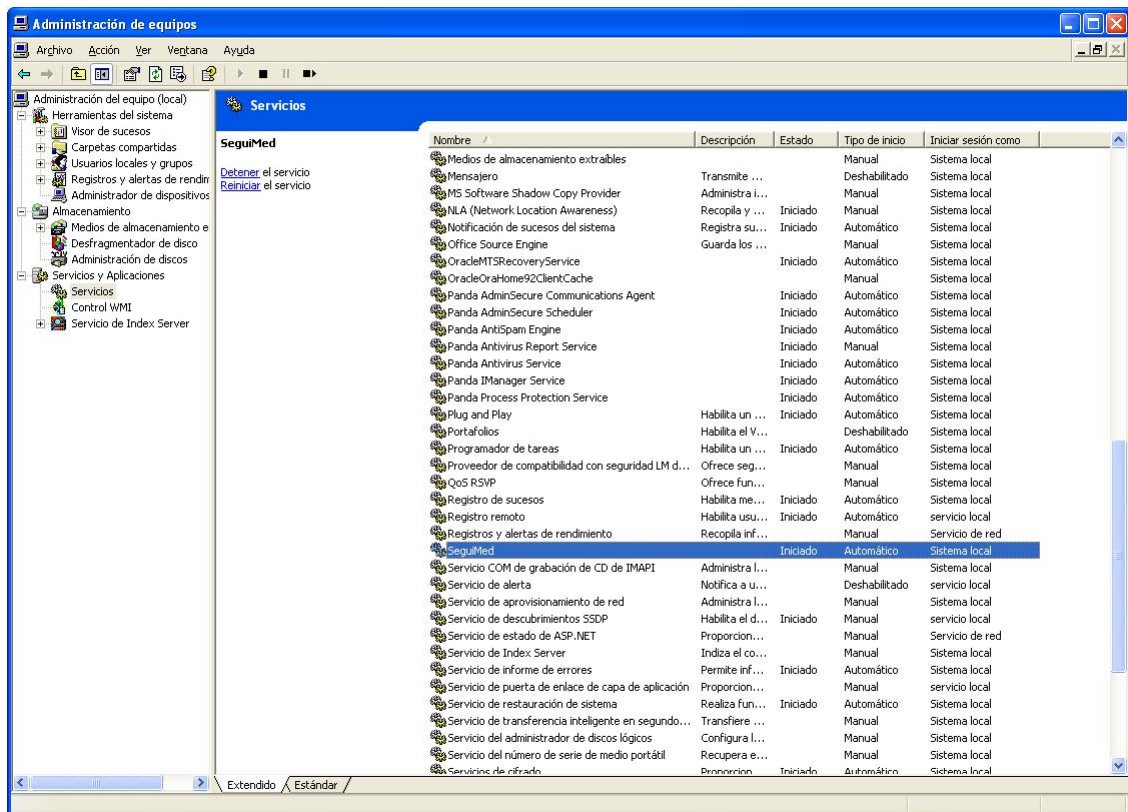 Administración de equipos
Archivo Acción Ver Ventana Ayuda
Administración del equipo (local)
Herramientas del sistema
Visor de sucesos
Carpetas compartidas
Usuarios locales y grupos
Registros y alertas de rendim
Administrador de dispositivos
Almacenamiento
Medios de almacenamiento e
Desfragmentador de disco
Administración de discos
Servicios y Aplicaciones
Servicios
Control WMI
Servicio de Index Server
Servicios
SeguiMed
Detener el servicio
Reiniciar el servicio
Nombre Descripción Estado Tipo de inicio Iniciar sesión como
Medios de almacenamiento extraíbles Manual Sistema local
Mensajero Transmite ... Deshabilitado Sistema local
MS Software Shadow Copy Provider Administra i... Manual Sistema local
NLA (Network Location Awareness) Recopila y ... Iniciado Manual Sistema local
Notificación de sucesos del sistema Registra su... Iniciado Automático Sistema local
Office Source Engine Guarda los ... Manual Sistema local
OracleMTSRecoveryService Iniciado Automático Sistema local
OracleOraHome92ClientCache Manual Sistema local
Panda AdminSecure Communications Agent Iniciado Automático Sistema local
Panda AdminSecure Scheduler Iniciado Automático Sistema local
Panda AntiSpam Engine Iniciado Automático Sistema local
Panda Antivirus Report Service Iniciado Manual Sistema local
Panda Antivirus Service Iniciado Automático Sistema local
Panda IManager Service Iniciado Automático Sistema local
Panda Process Protection Service Iniciado Automático Sistema local
Plug and Play Habilita un ... Iniciado Automático Sistema local
Portafolios Habilita el V... Deshabilitado Sistema local
Programador de tareas Habilita un ... Iniciado Automático Sistema local
Proveedor de compatibilidad con seguridad LM d... Ofrece seg... Manual Sistema local
QoS RSVP Ofrece fun... Manual Sistema local
Registro de sucesos Habilita me... Iniciado Automático Sistema local
Registro remoto Habilita usu... Iniciado Automático servicio local
Registros y alertas de rendimiento Recopila inf... Manual Servicio de red
SeguiMed Iniciado Automático Sistema local
Servicio COM de grabación de CD de IMAPI Administra l... Manual Sistema local
Servicio de alerta Notifica a u... Deshabilitado servicio local
Servicio de aprovisionamiento de red Administra l... Manual Sistema local
Servicio de descubrimientos SSDP Habilita el d... Iniciado Manual servicio local
Servicio de estado de ASP.NET Proporcion... Manual Servicio de red
Servicio de Index Server Indiza el co... Manual Sistema local
Servicio de informe de errores Permite inf... Iniciado Automático Sistema local
Servicio de puerta de enlace de capa de aplicación Proporcion... Manual servicio local
Servicio de restauración de sistema Realiza fun... Iniciado Automático Sistema local
Servicio de transferencia inteligente en segundo... Transfiere ... Manual Sistema local
Servicio del administrador de discos lógicos Configura l... Manual Sistema local
Servicio del número de serie de medio portátil Recupera e... Manual Sistema local
Servicios de cifrado Proporcion... Iniciado Automático Sistema local
Extendido Estándar